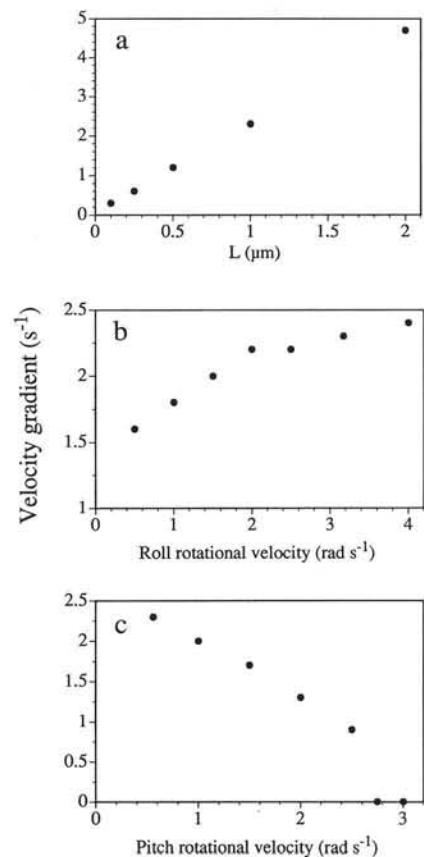 a
5
4
3
2
1
0
0 0.5 1 1.5 2
L (µm)
Velocity gradient (s⁻¹)
b
2.5
2
1.5
1
0 1 2 3 4
Roll rotational velocity (rad s⁻¹)
c
2.5
2
1.5
1
0.5
0
0 1 2 3
Pitch rotational velocity (rad s⁻¹)